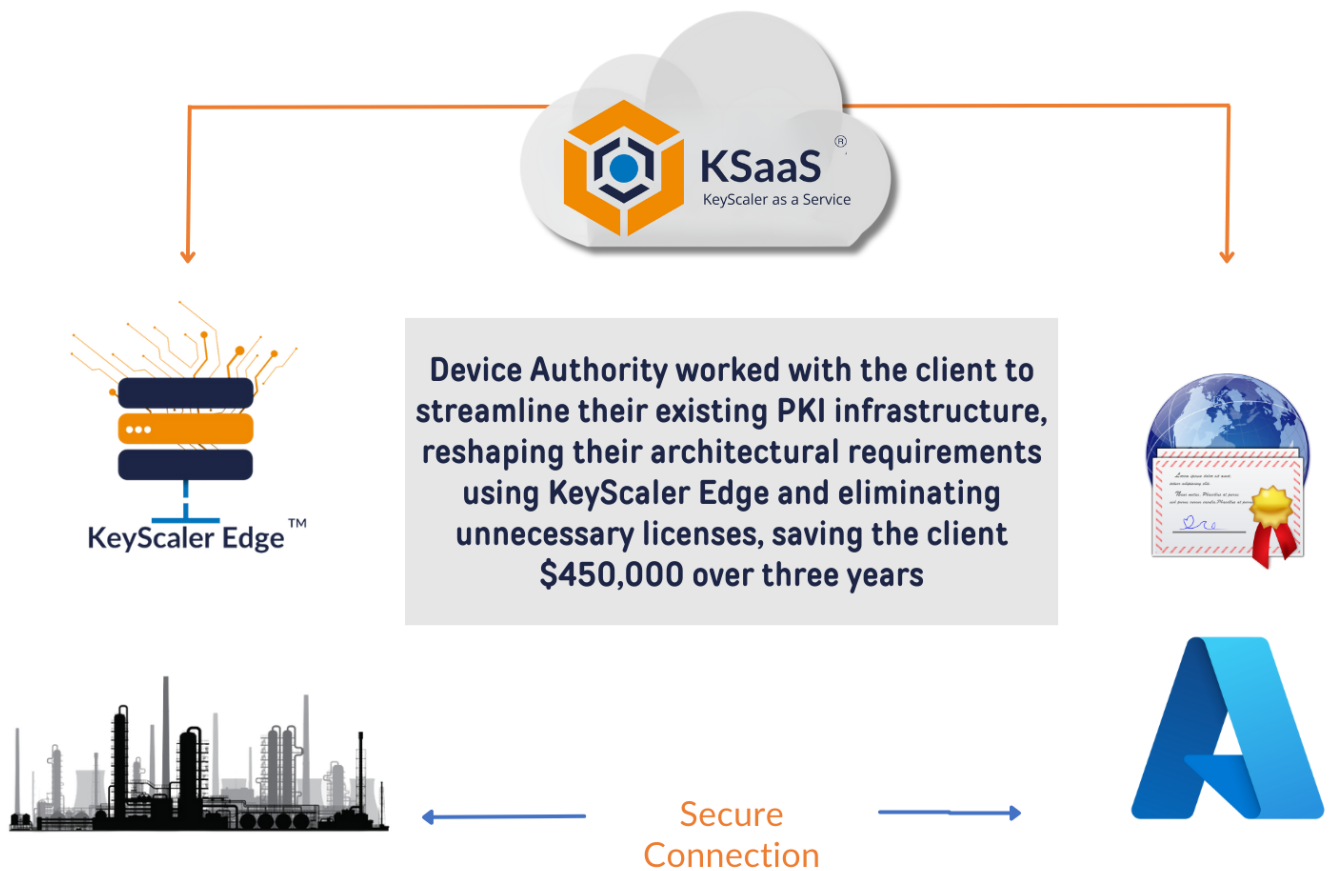 KSaaS ®
KeyScaler as a Service
Device Authority worked with the client to
streamline their existing PKI infrastructure,
reshaping their architectural requirements
using KeyScaler Edge and eliminating
unnecessary licenses, saving the client
$450,000 over three years
KeyScaler Edge™
Secure
Connection